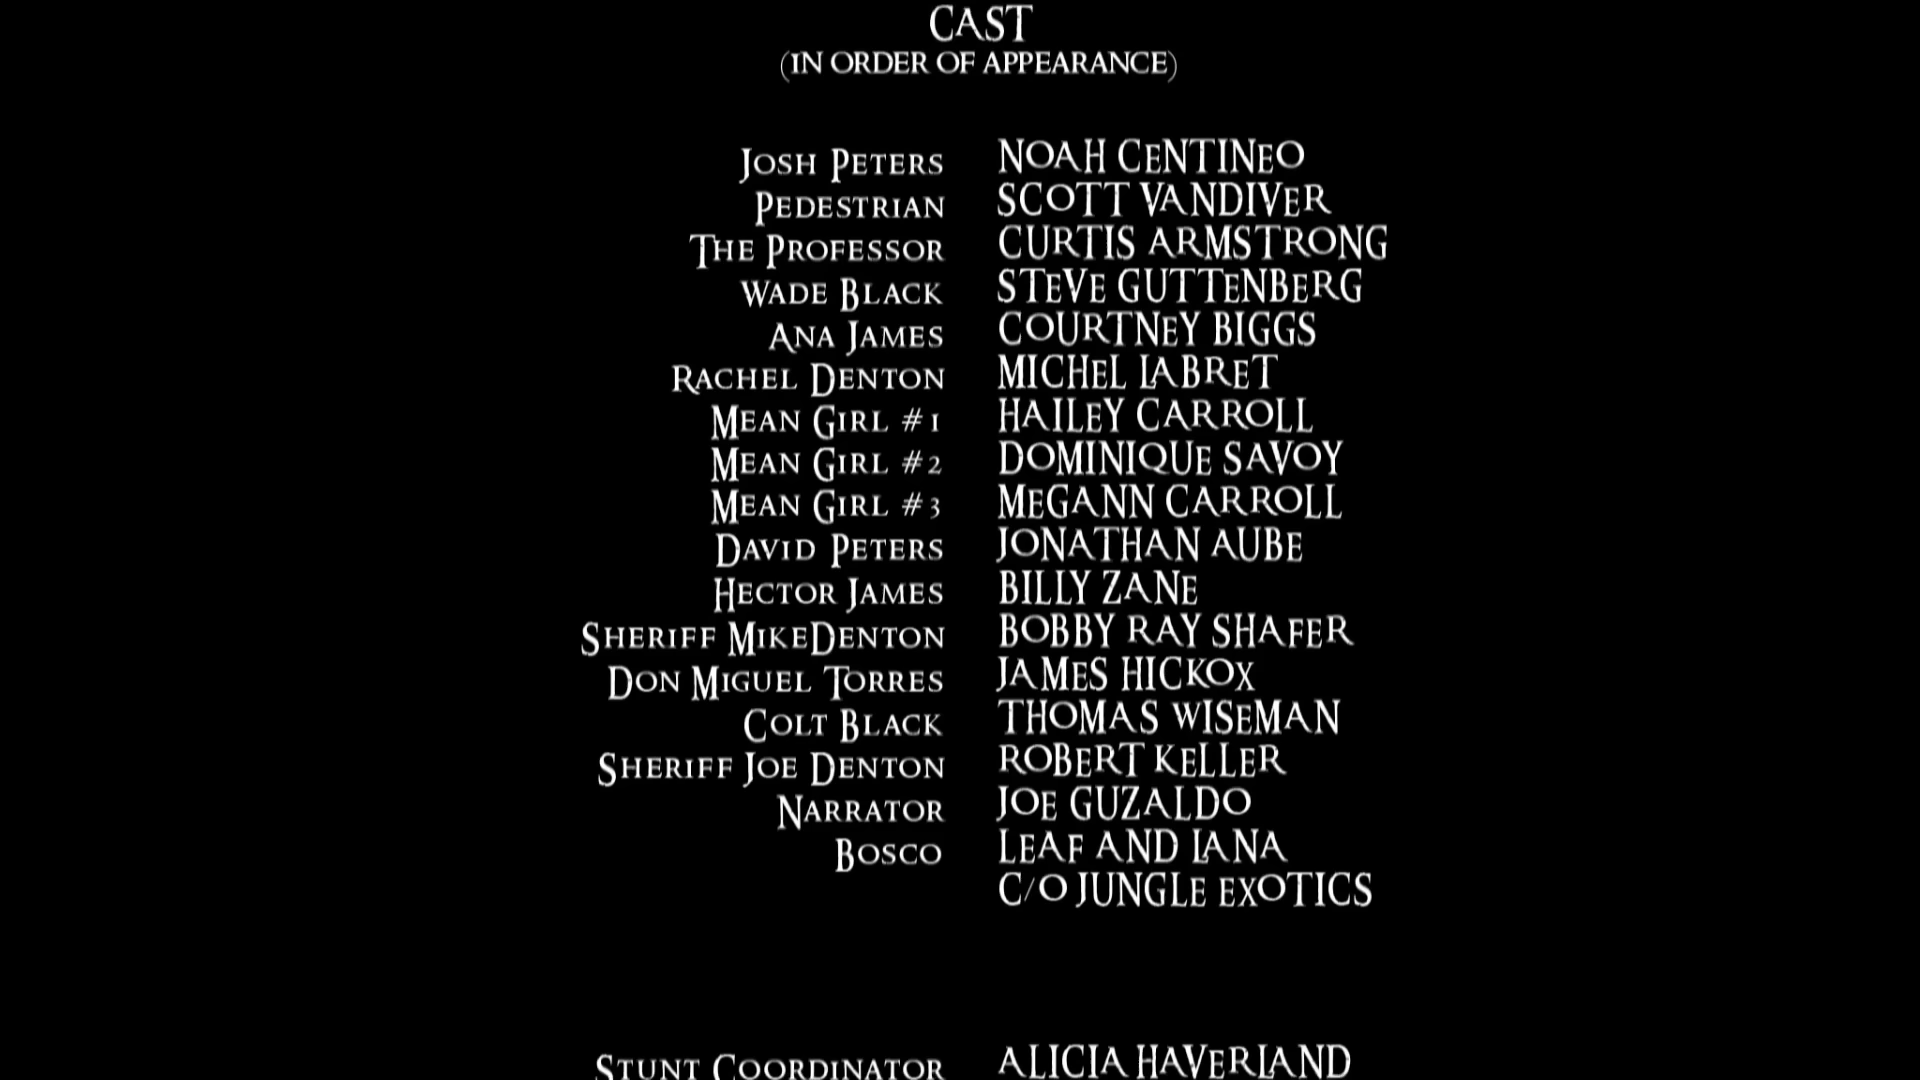 CAST
(IN ORDER OF APPEARANCE)
JOSH PETERS NOAH CENTINEO
PEDESTRIAN SCOTT VANDIVER
THE PROFESSOR CURTIS ARMSTRONG
WADE BLACK STEVE GUTTENBERG
ANA JAMES COURTNEY BIGGS
RACHEL DENTON MICHEL LABRET
MEAN GIRL #1 HAILEY CARROLL
MEAN GIRL #2 DOMINIQUE SAVOY
MEAN GIRL #3 MEGANN CARROLL
DAVID PETERS JONATHAN AUBE
HECTOR JAMES BILLY ZANE
SHERIFF MIKEDENTON BOBBY RAY SHAFER
DON MIGUEL TORRES JAMES HICKOX
COLT BLACK THOMAS WISEMAN
SHERIFF JOE DENTON ROBERT KELLER
NARRATOR JOE GUZALDO
BOSCO LEAF AND LANA
C/O JUNGLE EXOTICS
STUNT COORDINATOR ALICIA HAVERLAND